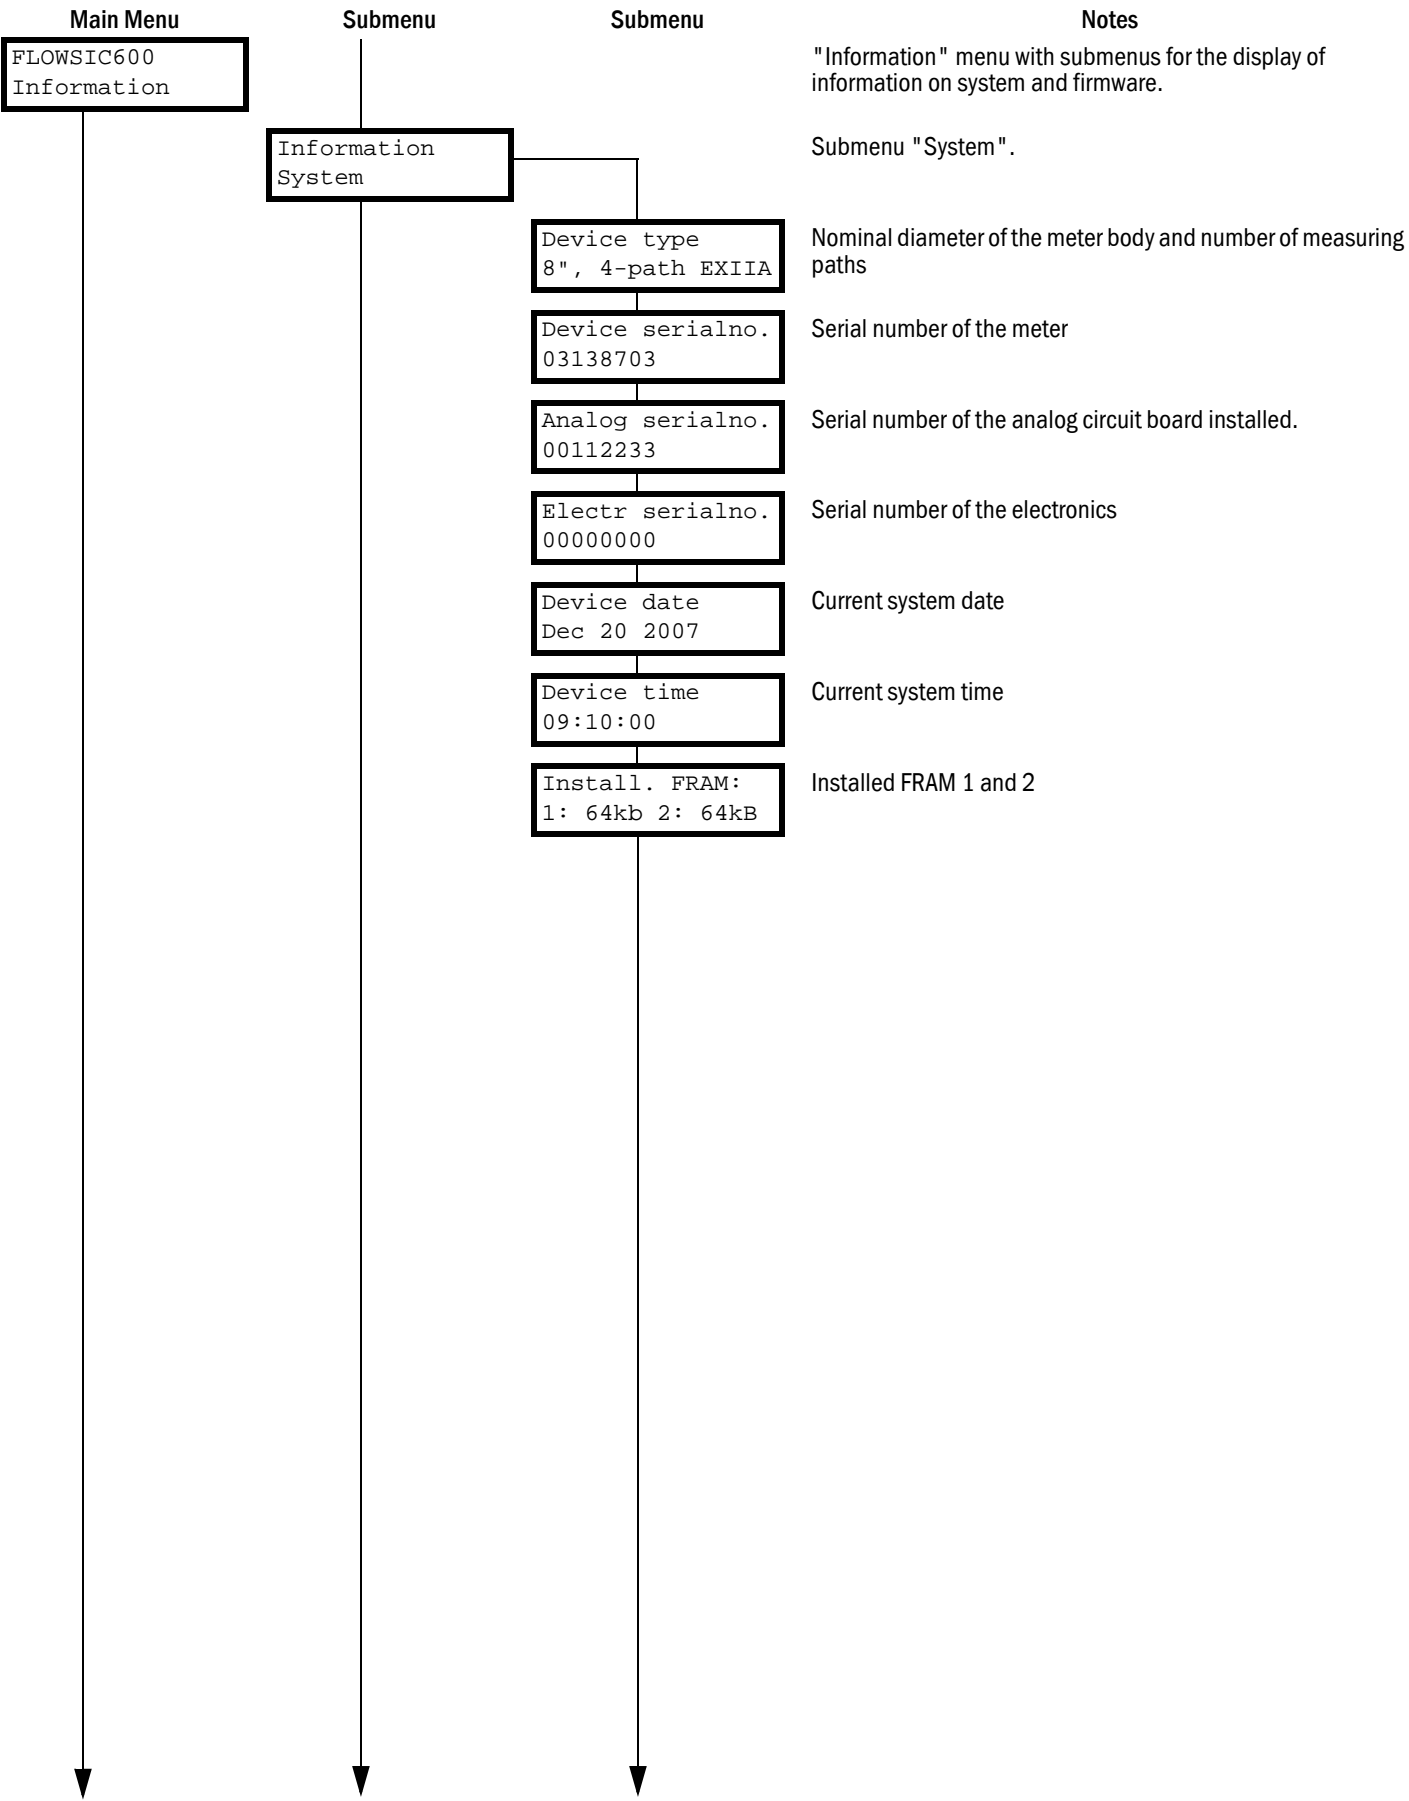 Main Menu
Submenu
Submenu
Notes
FLOWSIC600
Information
"Information" menu with submenus for the display of
information on system and firmware.
Information
System
Submenu "System".
Device type
8", 4-path EXIIA
Nominal diameter of the meter body and number of measuring
paths
Device serialno.
03138703
Serial number of the meter
Analog serialno.
00112233
Serial number of the analog circuit board installed.
Electr serialno.
00000000
Serial number of the electronics
Device date
Dec 20 2007
Current system date
Device time
09:10:00
Current system time
Install. FRAM:
1: 64kb 2: 64kB
Installed FRAM 1 and 2